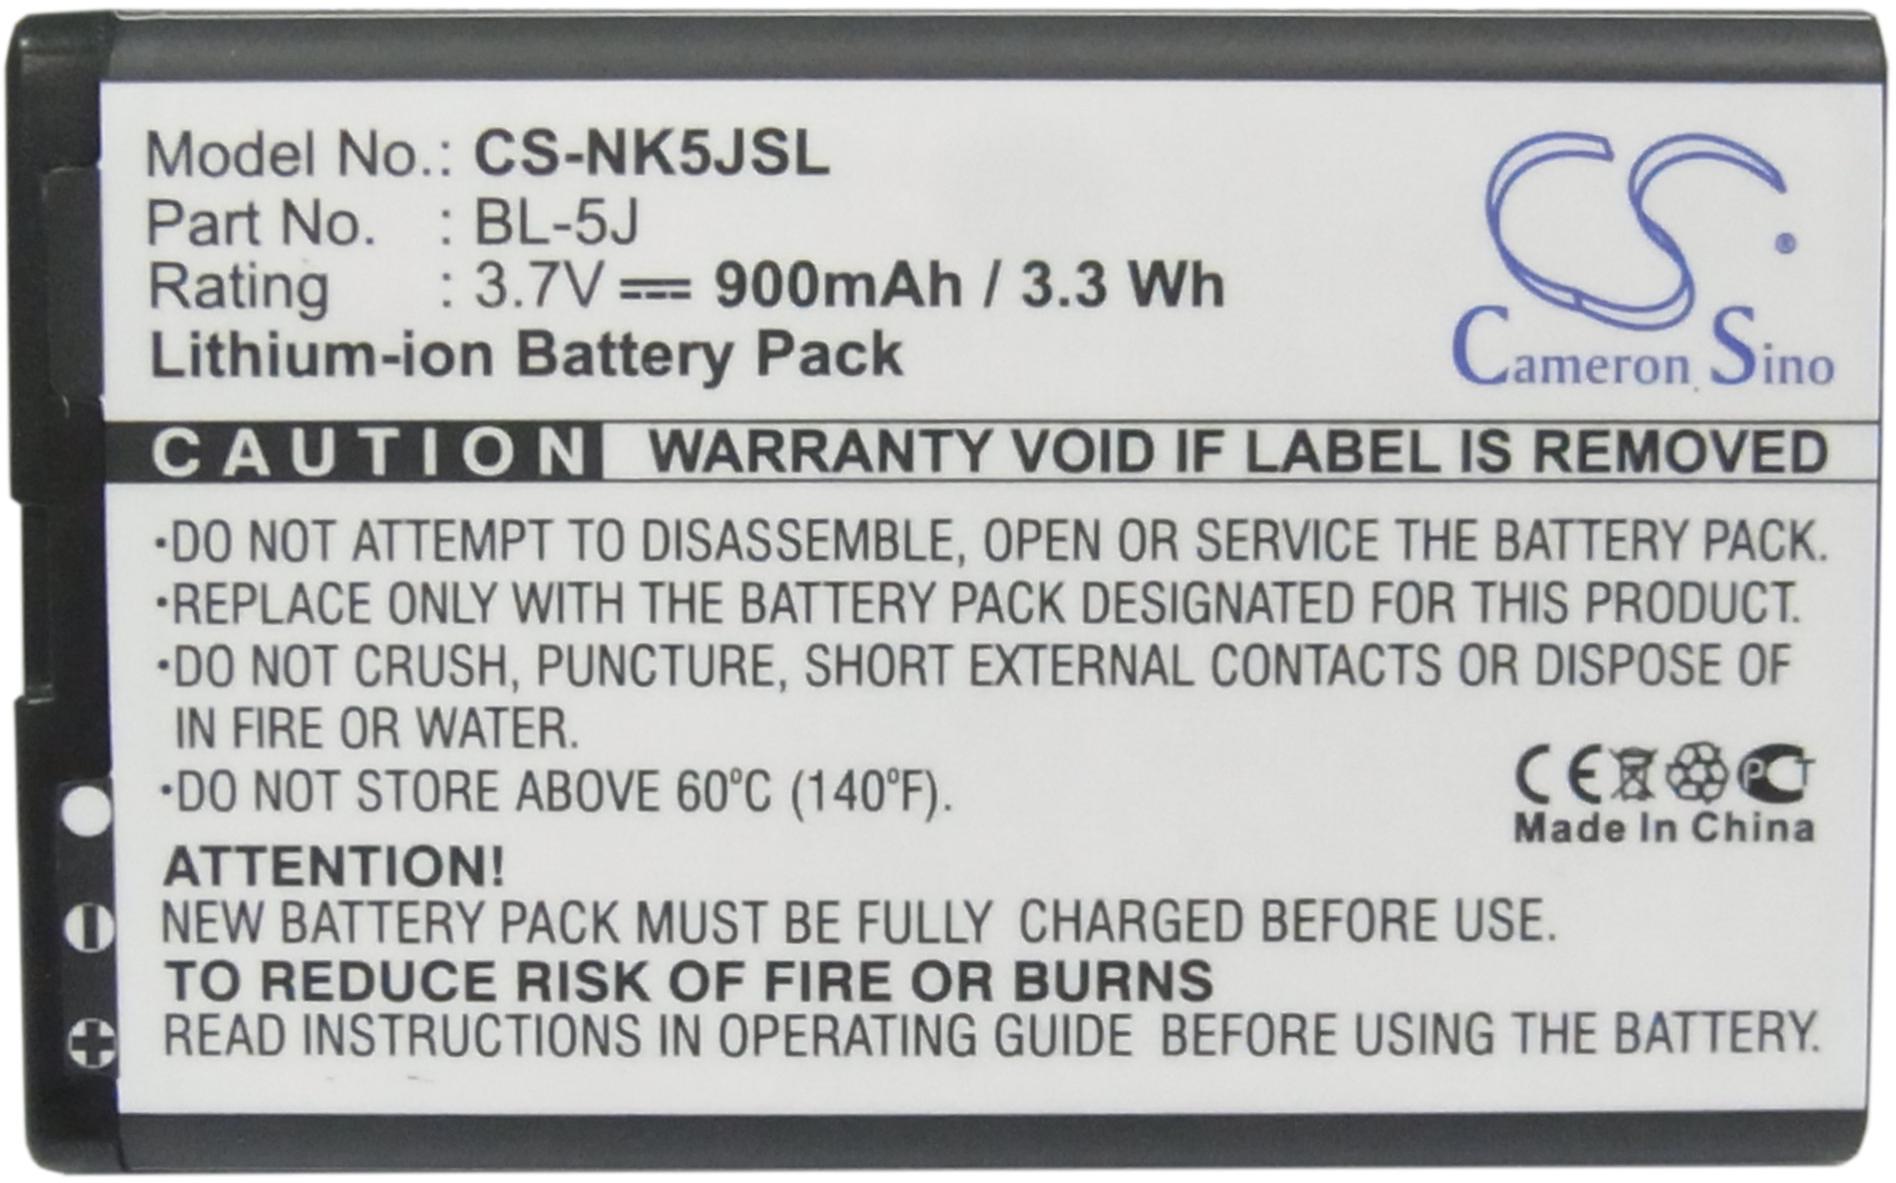 Model No.: CS-NK5JSL
Part No. : BL-5J
Rating : 3.7V 900mAh / 3.3 Wh
Lithium-ion Battery Pack
CS ®
Cameron Sino
CAUTION WARRANTY VOID IF LABEL IS REMOVED
·DO NOT ATTEMPT TO DISASSEMBLE, OPEN OR SERVICE THE BATTERY PACK.
·REPLACE ONLY WITH THE BATTERY PACK DESIGNATED FOR THIS PRODUCT.
·DO NOT CRUSH, PUNCTURE, SHORT EXTERNAL CONTACTS OR DISPOSE OF
IN FIRE OR WATER.
·DO NOT STORE ABOVE 60°C (140°F).
CE PCT
Made In China
ATTENTION!
NEW BATTERY PACK MUST BE FULLY CHARGED BEFORE USE.
TO REDUCE RISK OF FIRE OR BURNS
READ INSTRUCTIONS IN OPERATING GUIDE BEFORE USING THE BATTERY.